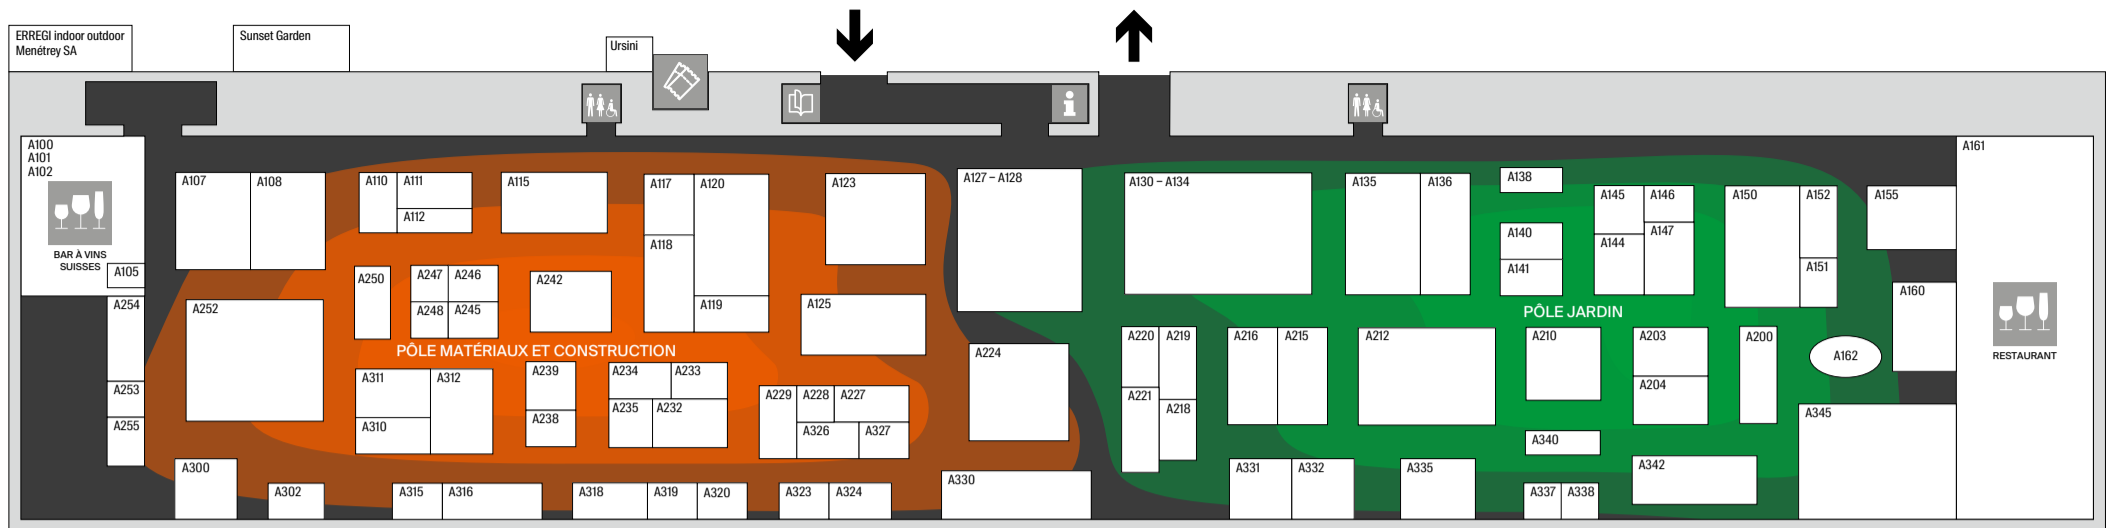 ERREGI indoor outdoor
Menétrey SA
Sunset Garden
Ursini
A100
A101
A102
BAR À VINS
SUISSES
A105
A107
A108
A110
A111
A112
A115
A117
A118
A120
A119
A123
A125
A127 – A128
A130 – A134
A135
A136
A138
A140
A141
A145
A146
A144
A147
A150
A152
A151
A155
A160
A161
RESTAURANT
A162
PÔLE JARDIN
A254
A253
A255
A252
A250
A247
A246
A248
A245
A242
PÔLE MATÉRIAUX ET CONSTRUCTION
A311
A312
A310
A239
A238
A234
A233
A235
A232
A229
A228
A227
A326
A327
A224
A220
A219
A221
A218
A216
A215
A212
A210
A203
A204
A200
A300
A302
A315
A316
A318
A319
A320
A323
A324
A330
A331
A332
A335
A340
A337
A338
A342
A345